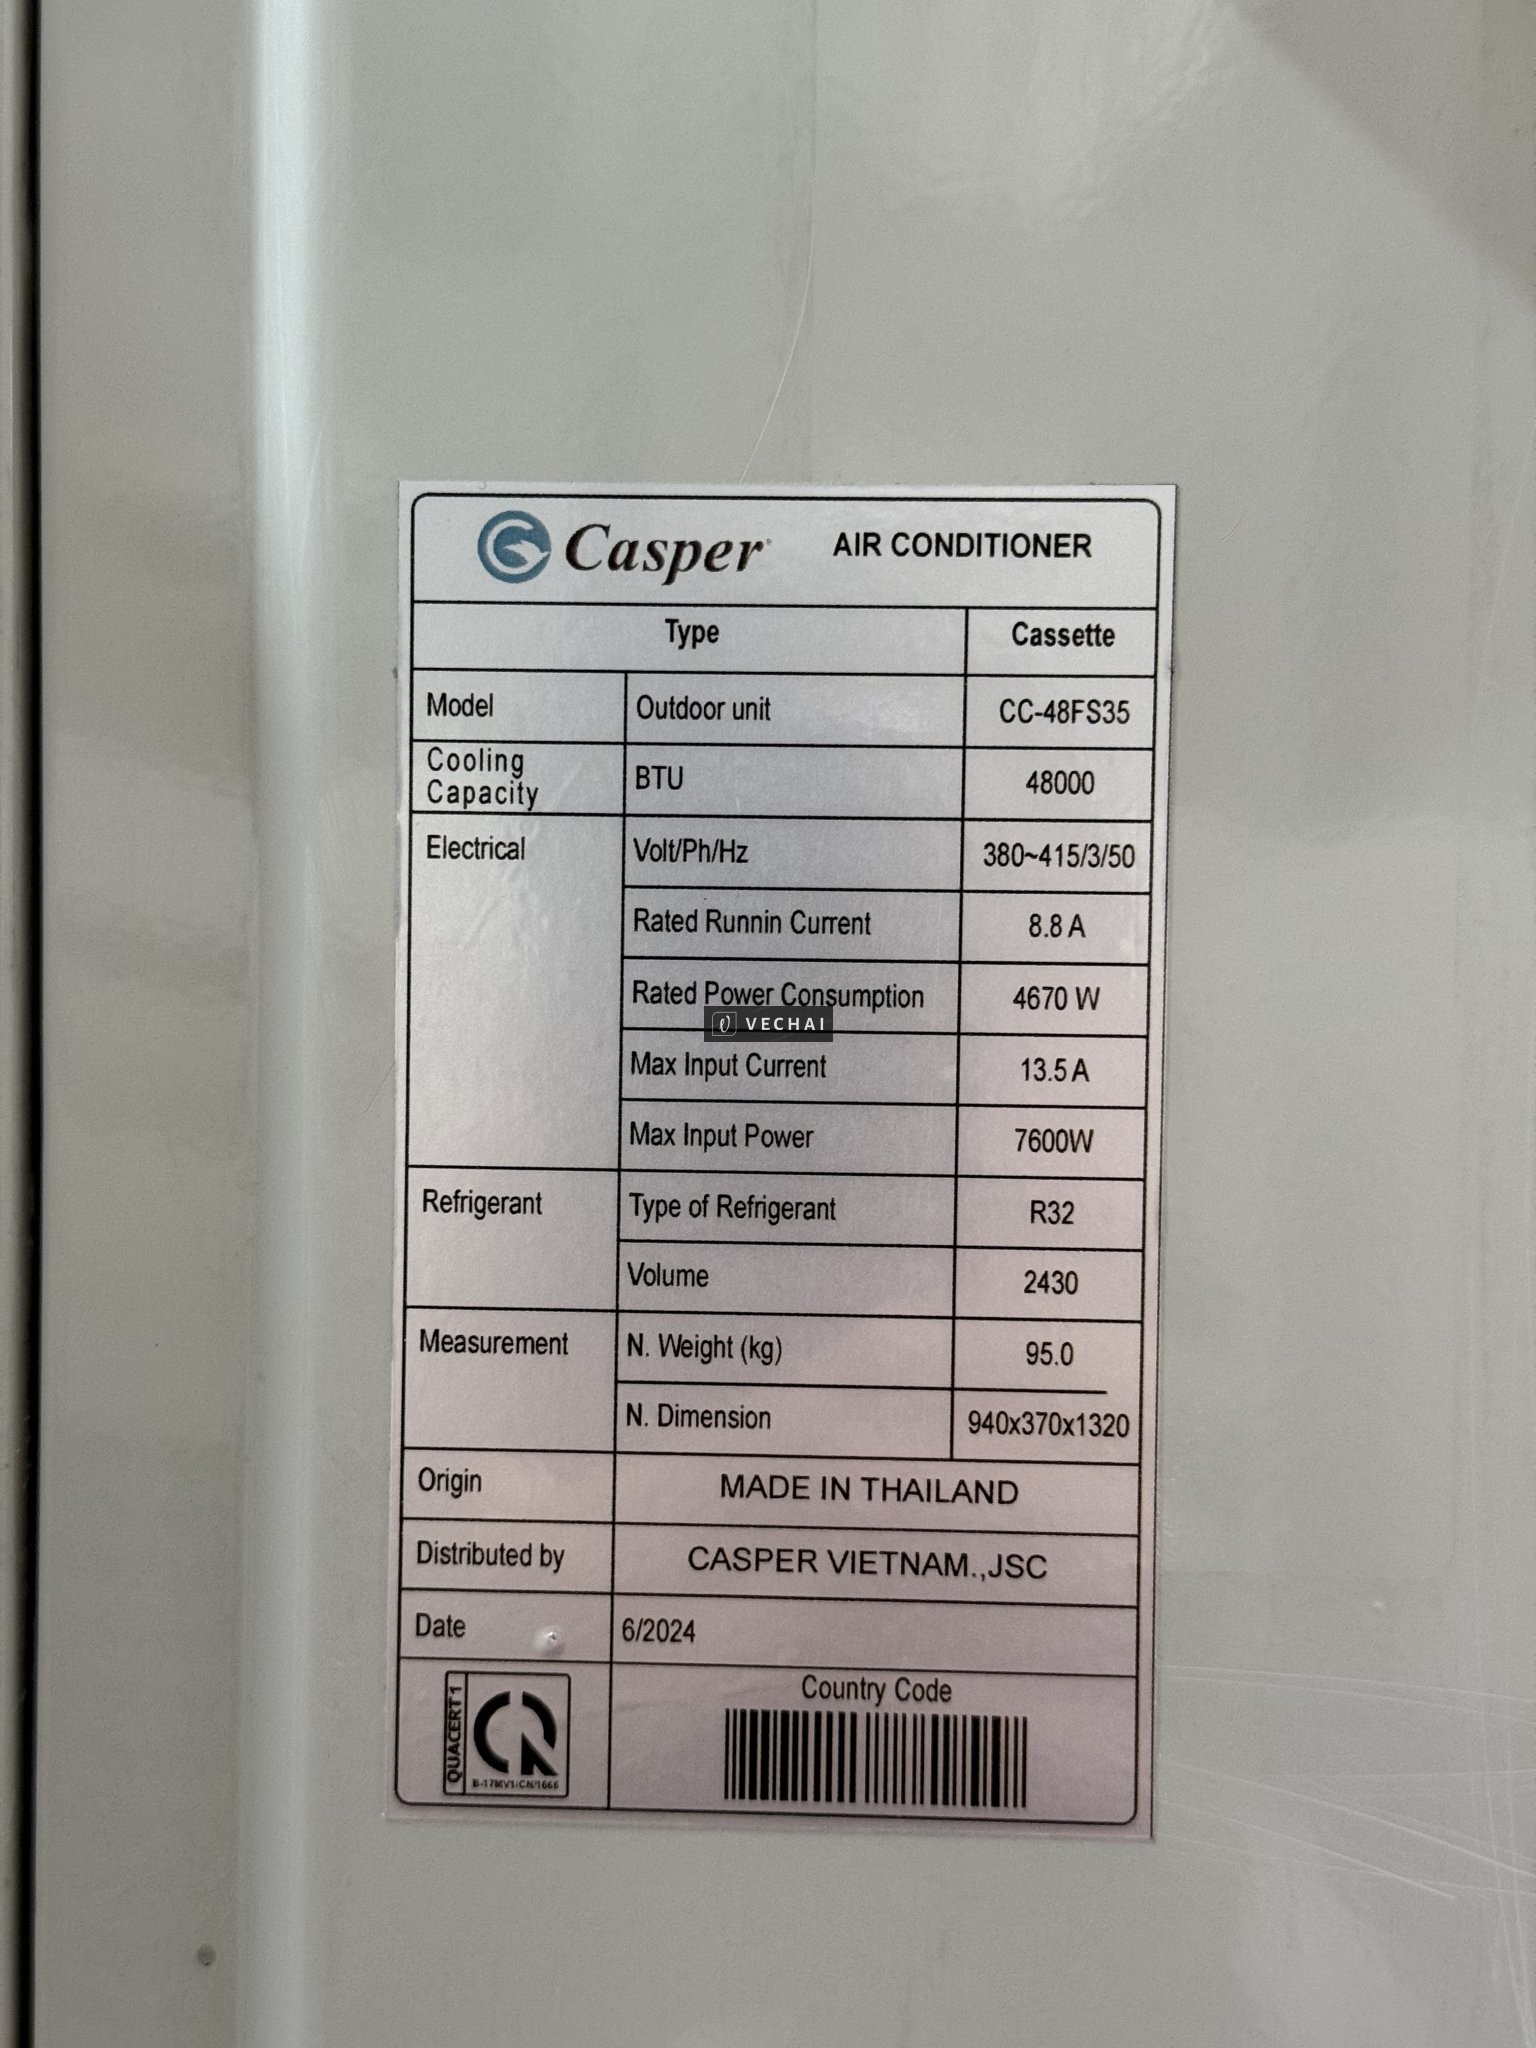 Casper AIR CONDITIONER
Type Cassette
Model Outdoor unit CC-48FS35
Cooling
Capacity BTU 48000
Electrical Volt/Ph/Hz 380~415/3/50
Rated Runnin Current 8.8 A
Rated Power Consumption 4670 W
VECHAI
Max Input Current 13.5 A
Max Input Power 7600W
Refrigerant Type of Refrigerant R32
Volume 2430
Measurement N. Weight (kg) 95.0
N. Dimension 940x370x1320
Origin MADE IN THAILAND
Distributed by CASPER VIETNAM.,JSC
Date 6/2024
Country Code
QUACERT 1